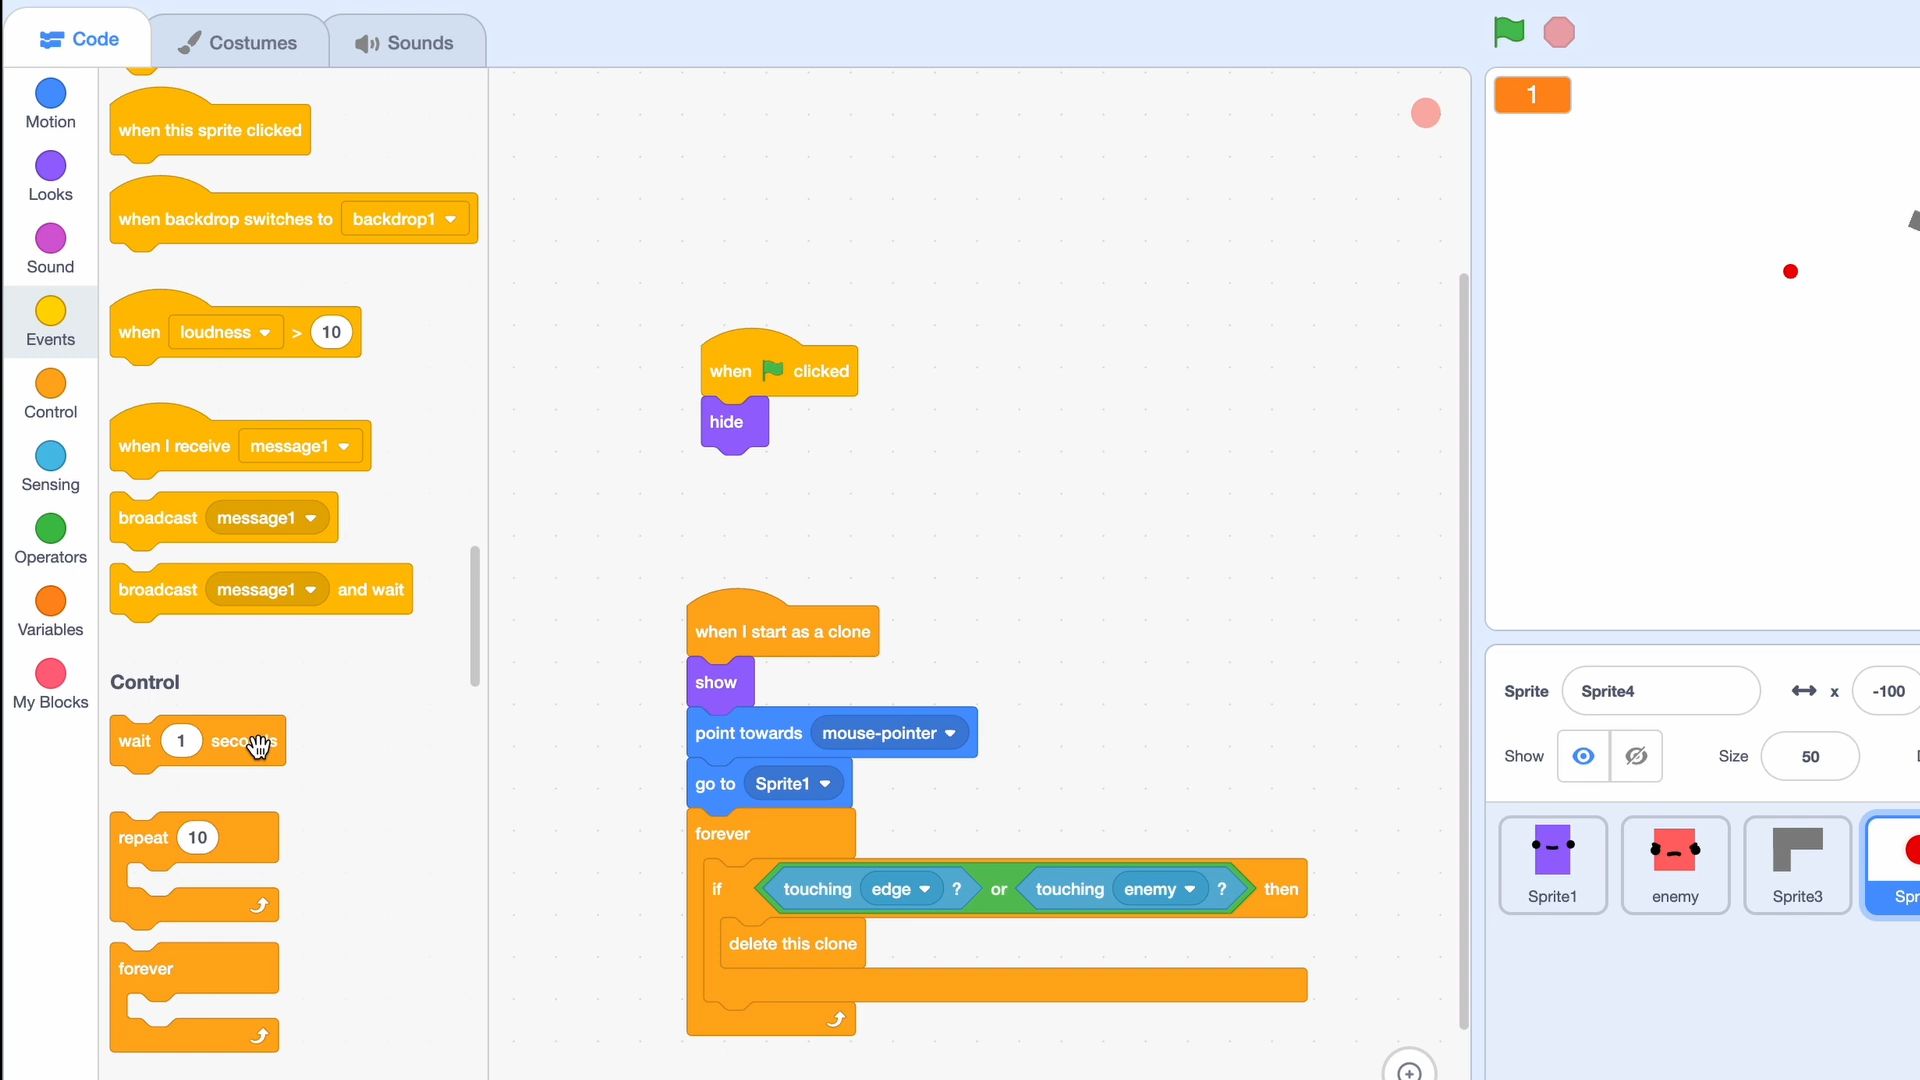 Code
Costumes
Sounds
Motion
Looks
Sound
Events
Control
Sensing
Operators
Variables
My Blocks
when this sprite clicked
when backdrop switches to backdrop1
when loudness > 10
when I receive message1
broadcast message1
broadcast message1 and wait
Control
wait 1
repeat 10
forever
when clicked
hide
when I start as a clone
show
point towards mouse-pointer
go to Sprite1
forever
if touching edge ? or touching enemy ? then
delete this clone
1
Sprite Sprite4 x -100
Show Size 50
Sprite1
enemy
Sprite3